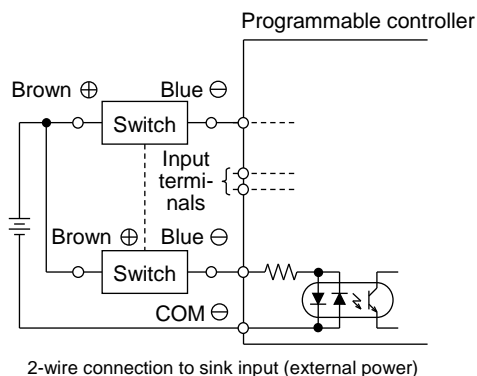 Programmable controller
Brown ⊕ Blue ⊖
Switch
Input
termi-
nals
Brown ⊕ Blue ⊖
Switch
COM ⊖
2-wire connection to sink input (external power)